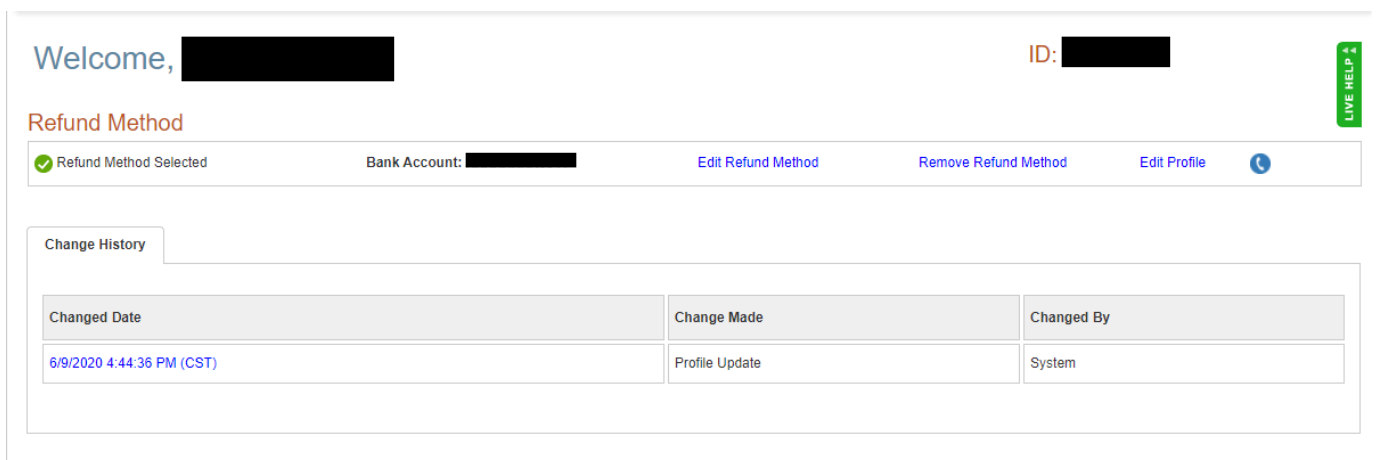 Welcome,
ID:
LIVE HELP
Refund Method
Refund Method Selected Bank Account: Edit Refund Method Remove Refund Method Edit Profile
Change History
Changed Date Change Made Changed By
6/9/2020 4:44:36 PM (CST) Profile Update System